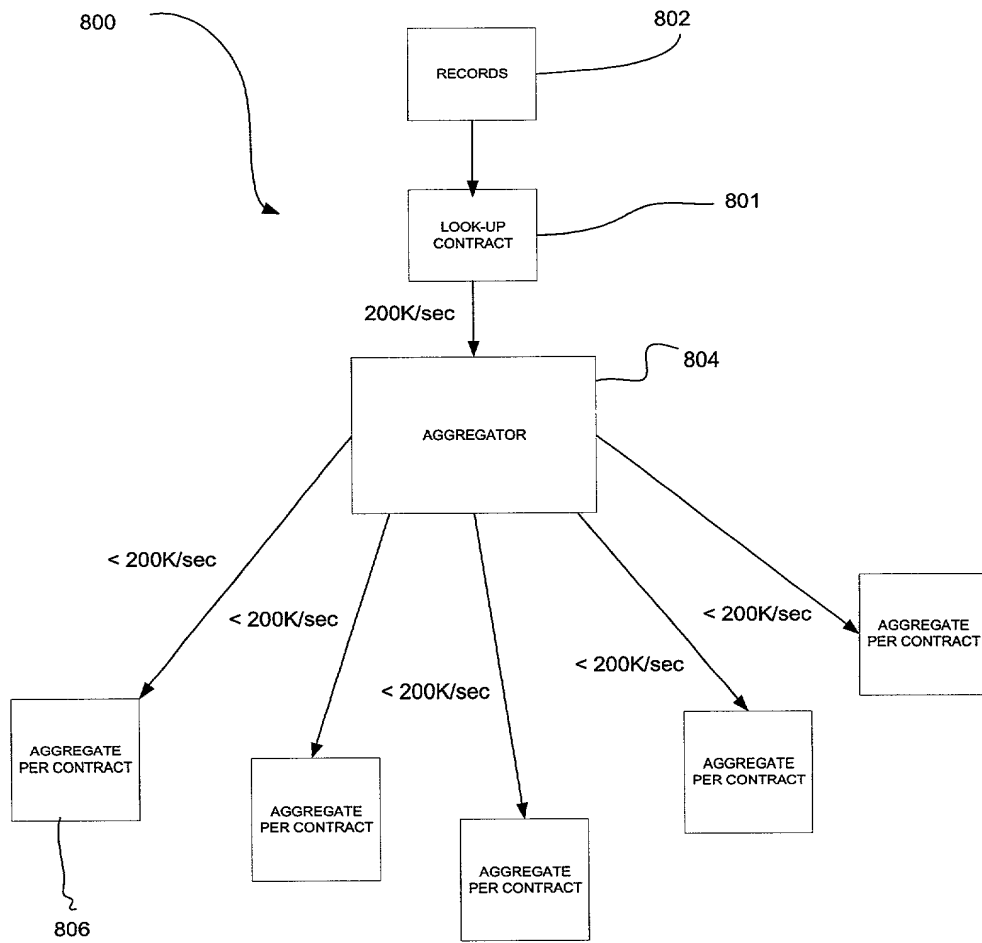 800
802
RECORDS
801
LOOK-UP
CONTRACT
200K/sec
804
AGGREGATOR
< 200K/sec
< 200K/sec
< 200K/sec
< 200K/sec
< 200K/sec
AGGREGATE
PER CONTRACT
AGGREGATE
PER CONTRACT
AGGREGATE
PER CONTRACT
AGGREGATE
PER CONTRACT
AGGREGATE
PER CONTRACT
806